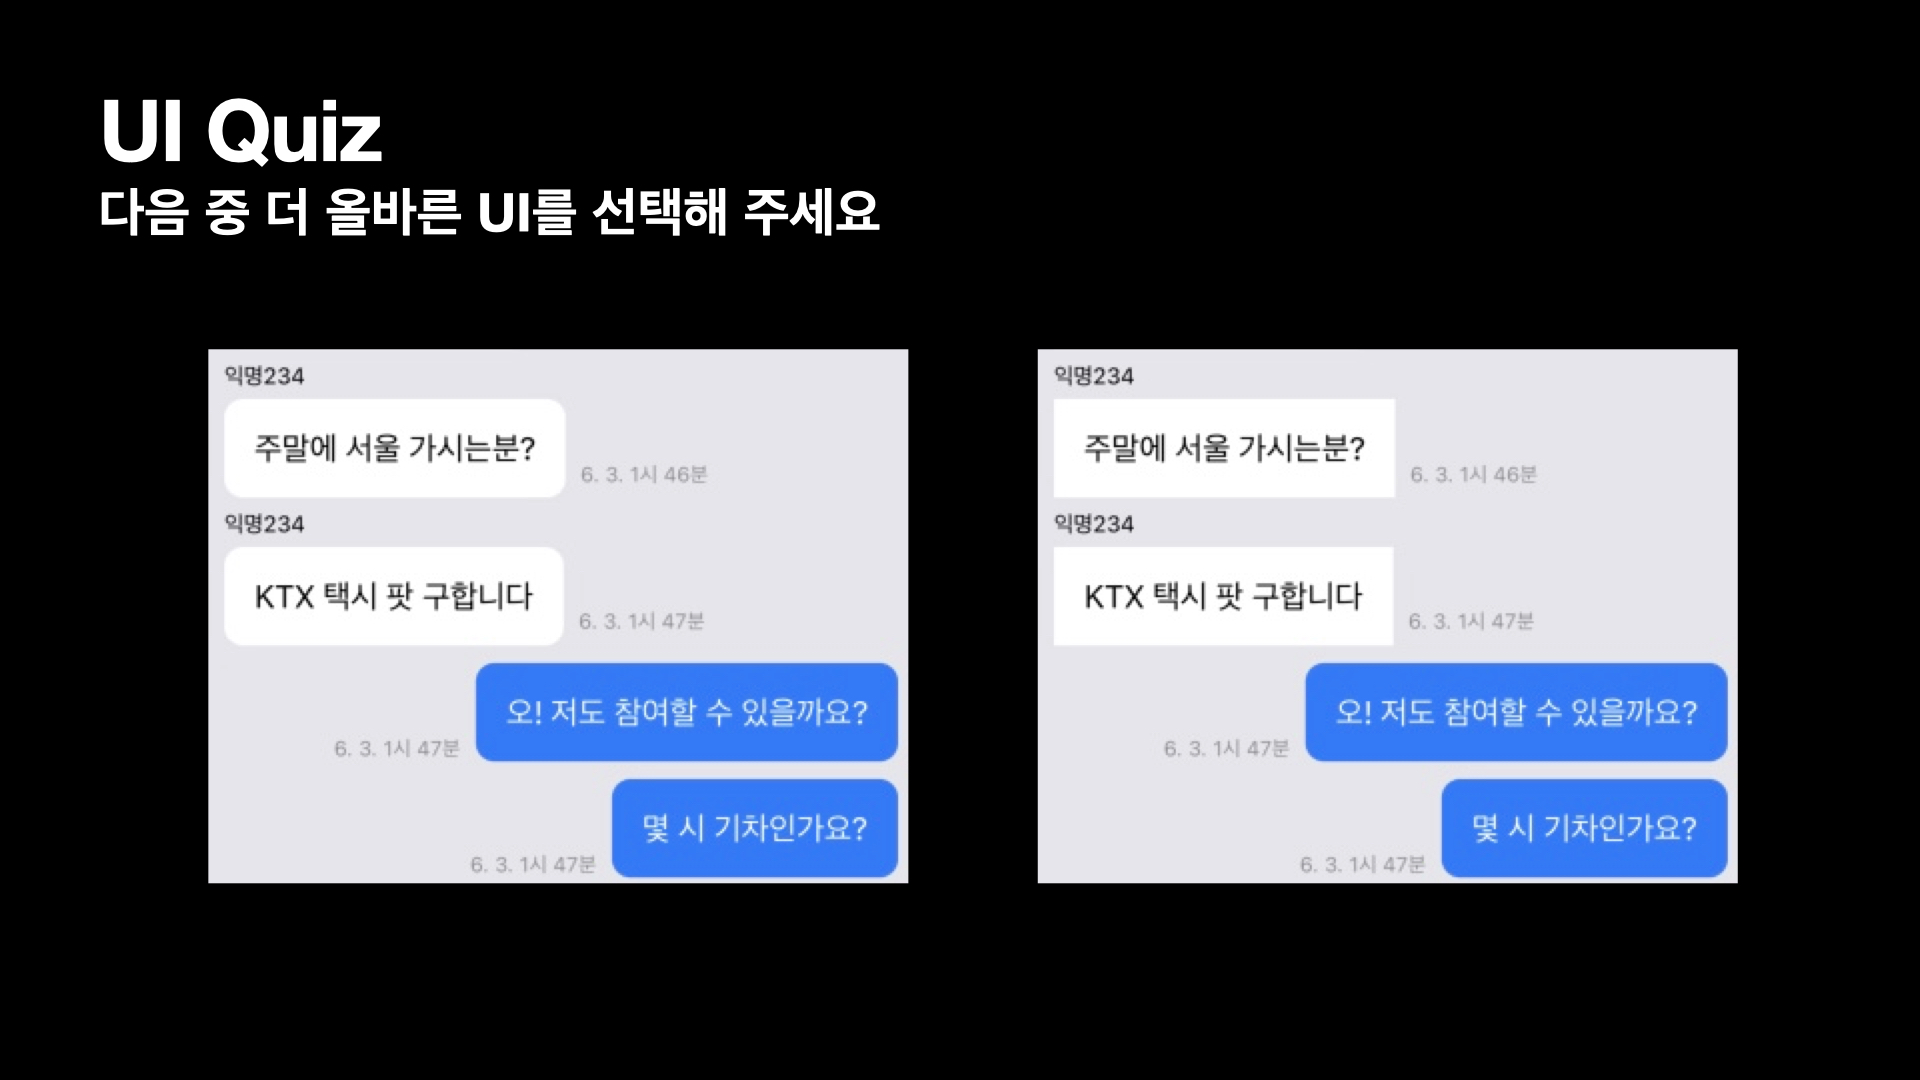 UI Quiz
다음 중 더 올바른 UI를 선택해 주세요
익명234
주말에 서울 가시는분?
6. 3. 1시 46분
익명234
KTX 택시 팟 구합니다
6. 3. 1시 47분
오! 저도 참여할 수 있을까요?
6. 3. 1시 47분
몇 시 기차인가요?
6. 3. 1시 47분
익명234
주말에 서울 가시는분?
6. 3. 1시 46분
익명234
KTX 택시 팟 구합니다
6. 3. 1시 47분
오! 저도 참여할 수 있을까요?
6. 3. 1시 47분
몇 시 기차인가요?
6. 3. 1시 47분